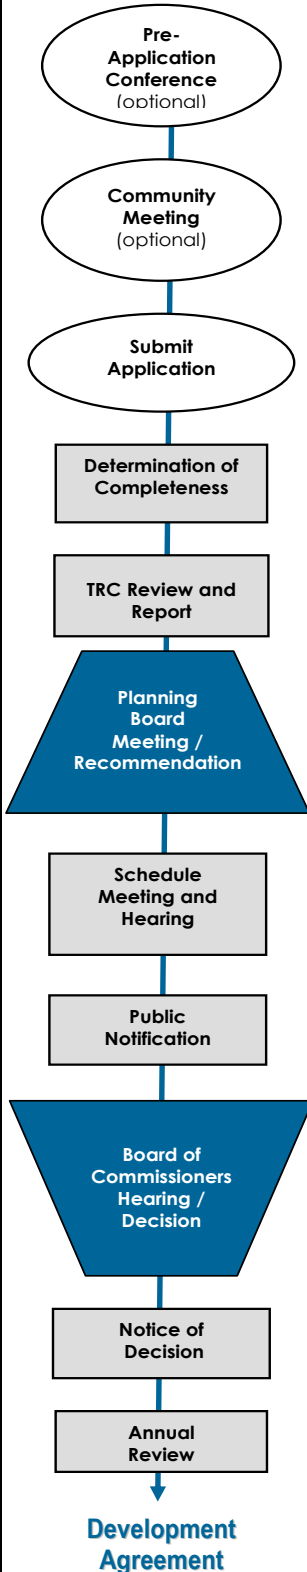 Pre-
Application
Conference
(optional)
Community
Meeting
(optional)
Submit
Application
Determination of
Completeness
TRC Review and
Report
Planning
Board
Meeting /
Recommendation
Schedule
Meeting and
Hearing
Public
Notification
Board of
Commissioners
Hearing /
Decision
Notice of
Decision
Annual
Review
Development
Agreement